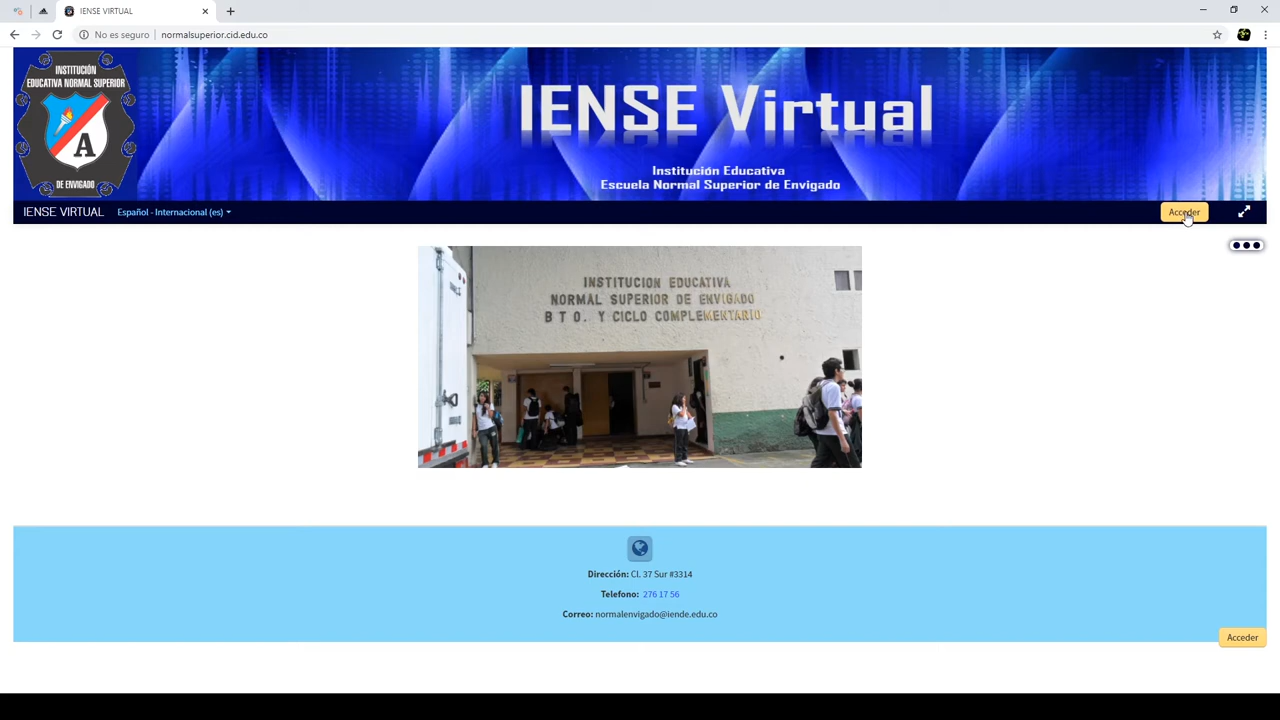 IENSE VIRTUAL
No es seguro
normalsuperior.cid.edu.co
INSTITUCIÓN
EDUCATIVA NORMAL SUPERIOR
A
DE ENVIGADO
IENSE Virtual
Institución Educativa
Escuela Normal Superior de Envigado
IENSE VIRTUAL
Español - Internacional (es)
Acceder
INSTITUCION EDUCATIVA
NORMAL SUPERIOR DE ENVIGADO
BTO. Y CICLO COMPLEMENTARIO
Dirección: Cl. 37 Sur #3314
Telefono: 276 17 56
Correo: normalenvigado@iende.edu.co
Acceder